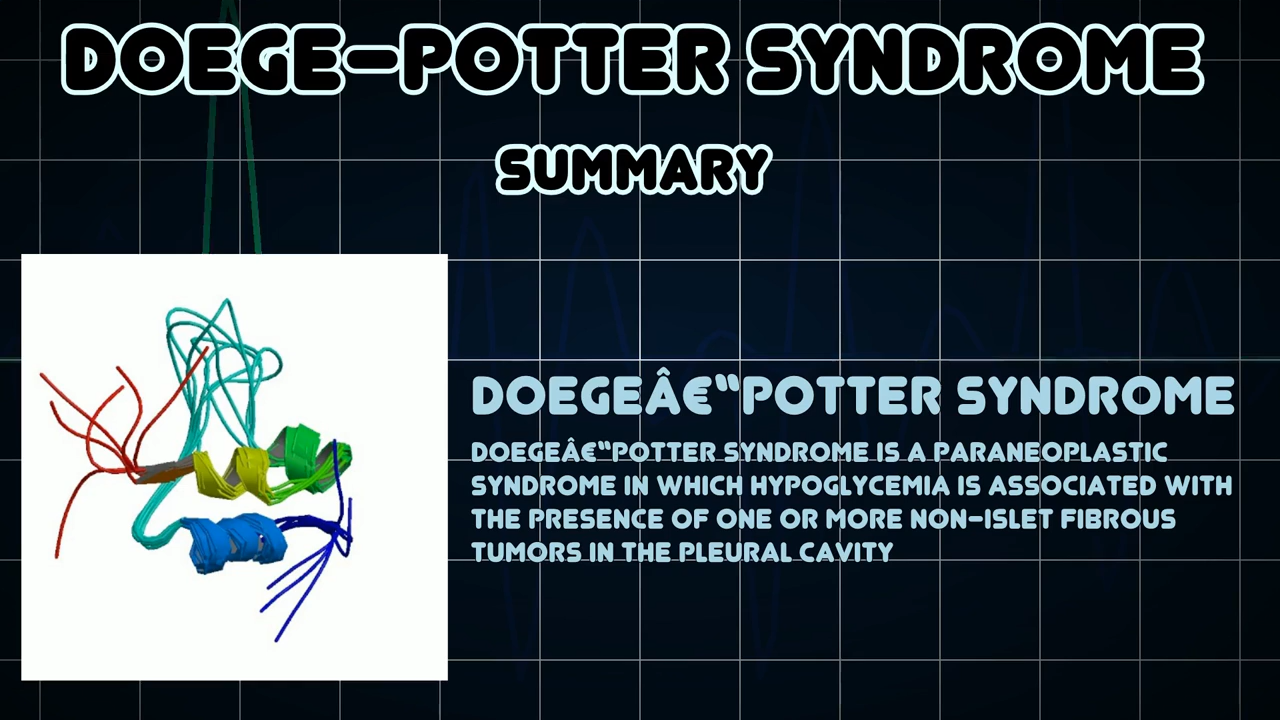 DOEGE–POTTER SYNDROME
SUMMARY
DOEGEÂ€“POTTER SYNDROME
DOEGEÂ€“POTTER SYNDROME IS A PARANEOPLASTIC
SYNDROME IN WHICH HYPOGLYCEMIA IS ASSOCIATED WITH
THE PRESENCE OF ONE OR MORE NON-ISLET FIBROUS
TUMORS IN THE PLEURAL CAVITY